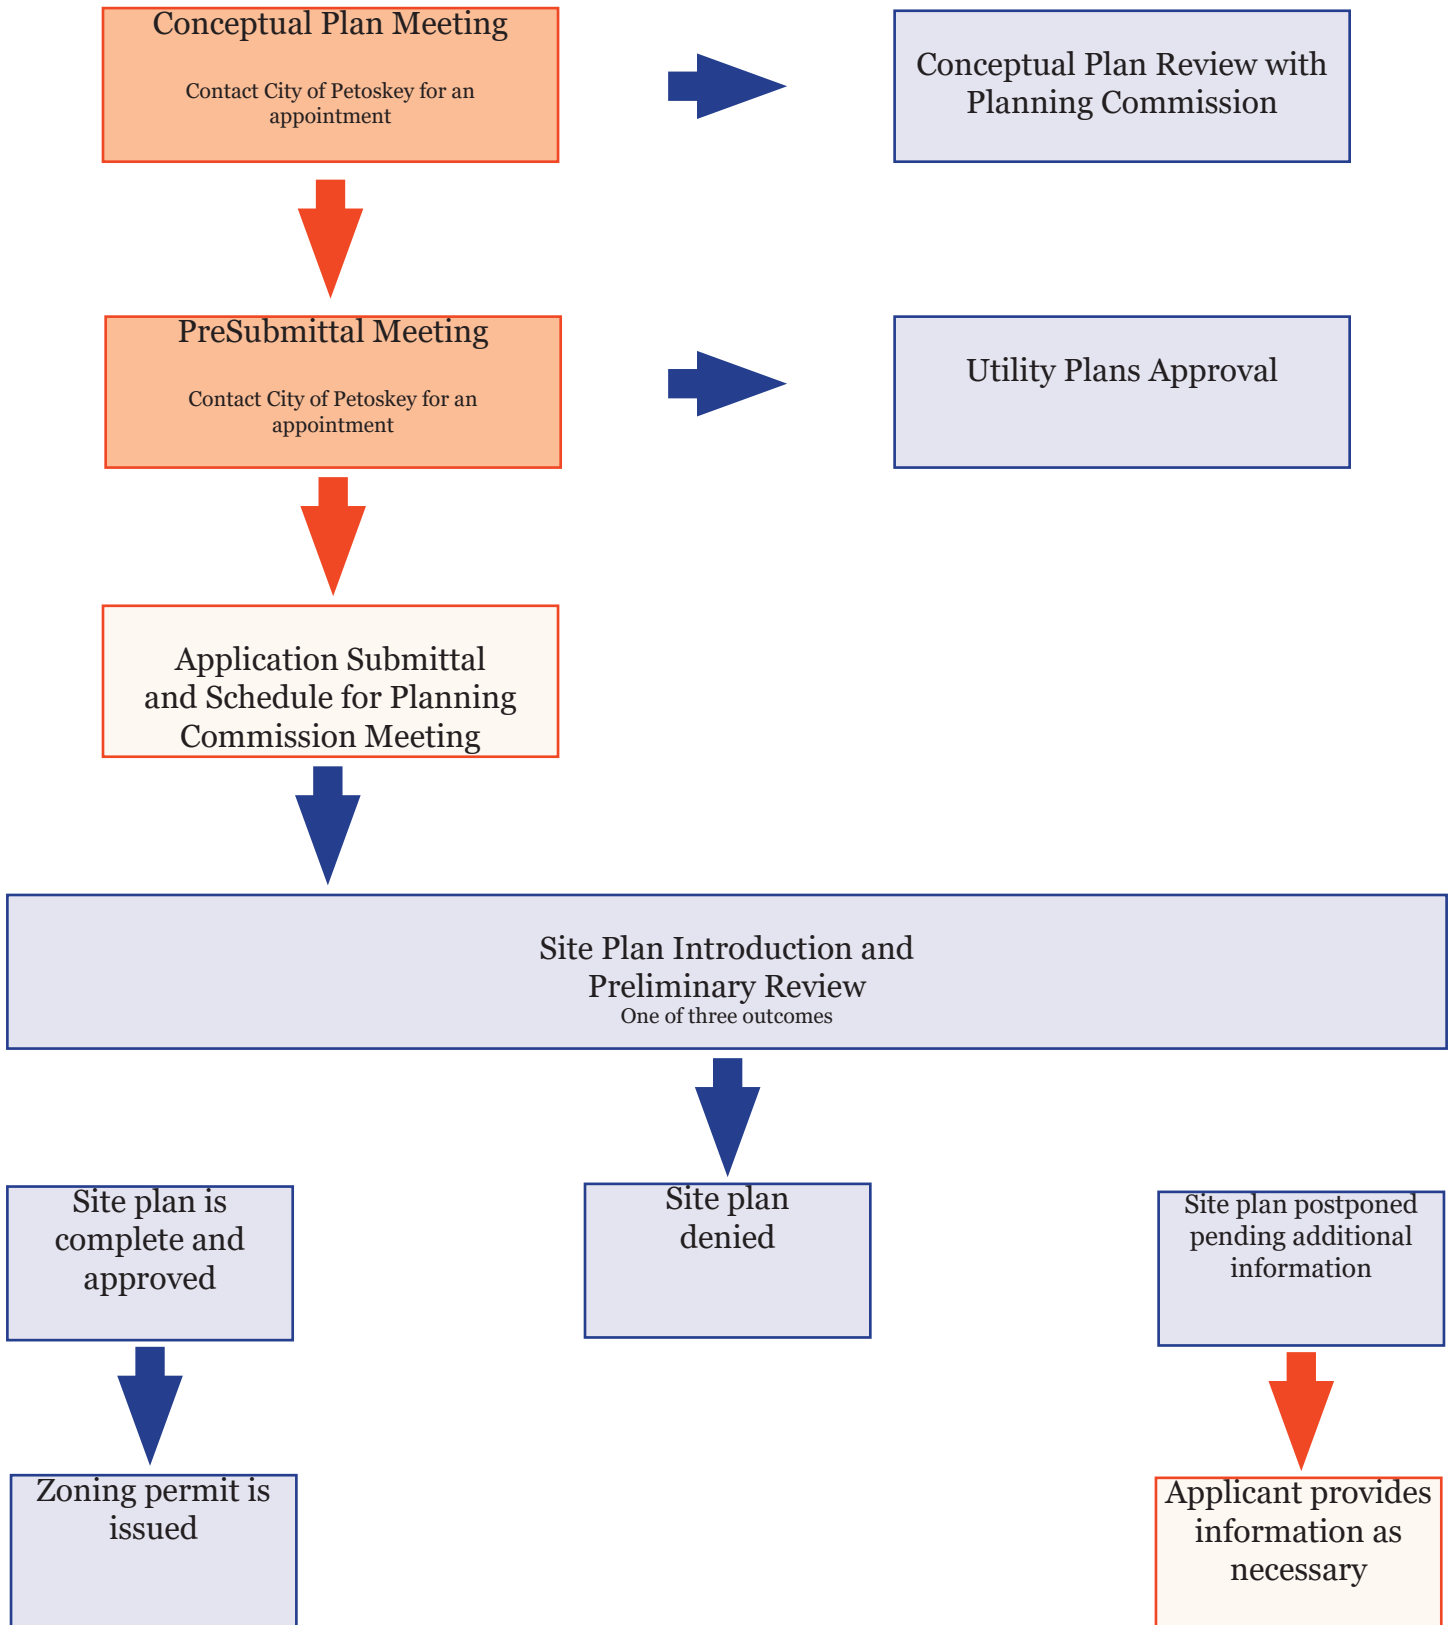 Conceptual Plan Meeting
Contact City of Petoskey for an
appointment
Conceptual Plan Review with
Planning Commission
PreSubmittal Meeting
Contact City of Petoskey for an
appointment
Utility Plans Approval
Application Submittal
and Schedule for Planning
Commission Meeting
Site Plan Introduction and
Preliminary Review
One of three outcomes
Site plan is
complete and
approved
Site plan
denied
Site plan postponed
pending additional
information
Zoning permit is
issued
Applicant provides
information as
necessary